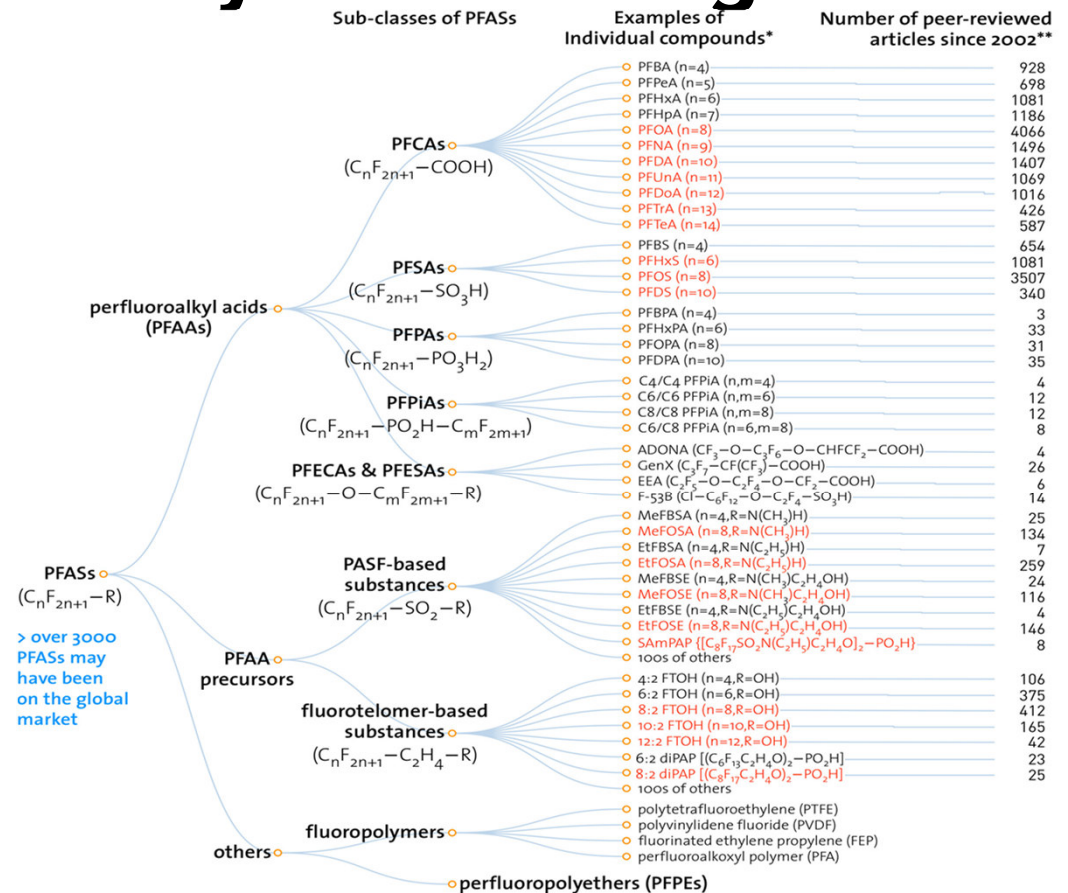 Sub-classes of PFASs
Examples of
Individual compounds*
Number of peer-reviewed
articles since 2002**
PFASs
(CnF2n+1–R)
> over 3000
PFASs may
have been
on the global
market
perfluoroalkyl acids
(PFAAs)
PFCAs
(CnF2n+1–COOH)
PFBA (n=4) 928
PFPeA (n=5) 698
PFHxA (n=6) 1081
PFHpA (n=7) 1186
PFOA (n=8) 4066
PFNA (n=9) 1496
PFDA (n=10) 1407
PFUnA (n=11) 1069
PFDoA (n=12) 1016
PFTrA (n=13) 426
PFTeA (n=14) 587
PFSAs
(CnF2n+1–SO3H)
PFBS (n=4) 654
PFHxS (n=6) 1081
PFOS (n=8) 3507
PFDS (n=10) 340
PFPAs
(CnF2n+1–PO3H2)
PFBPA (n=4) 3
PFHxPA (n=6) 33
PFOPA (n=8) 31
PFDPA (n=10) 35
PFPiAs
(CnF2n+1–PO2H–CmF2m+1)
C4/C4 PFPiA (n,m=4) 4
C6/C6 PFPiA (n,m=6) 12
C8/C8 PFPiA (n,m=8) 12
C6/C8 PFPiA (n=6,m=8) 8
PFECAs & PFESAs
(CnF2n+1–O–CmF2m+1–R)
ADONA (CF3–O–C3F6–O–CHFCF2–COOH) 4
GenX (C3F7–CF(CF3)–COOH) 26
EEA (C2F5–O–C2F4–O–CF2–COOH) 6
F-53B (Cl–C6F12–O–C2F4–SO3H) 14
PFAA
precursors
PASF-based
substances
(CnF2n+1–SO2–R)
MeFBSA (n=4,R=N(CH3)H) 25
MeFOSA (n=8,R=N(CH3)H) 134
EtFBSA (n=4,R=N(C2H5)H) 7
EtFOSA (n=8,R=N(C2H5)H) 259
MeFBSE (n=4,R=N(CH3)C2H4OH) 24
MeFOSE (n=8,R=N(CH3)C2H4OH) 116
EtFBSE (n=4,R=N(C2H5)C2H4OH) 4
EtFOSE (n=8,R=N(C2H5)C2H4OH) 146
SAmPAP {[C8F17SO2N(C2H5)C2H4O]2–PO2H} 8
100s of others
fluorotelomer-based
substances
(CnF2n+1–C2H4–R)
4:2 FTOH (n=4,R=OH) 106
6:2 FTOH (n=6,R=OH) 375
8:2 FTOH (n=8,R=OH) 412
10:2 FTOH (n=10,R=OH) 165
12:2 FTOH (n=12,R=OH) 42
6:2 diPAP [(C6F13C2H4O)2–PO2H] 23
8:2 diPAP [(C8F17C2H4O)2–PO2H] 25
100s of others
others
fluoropolymers
polytetrafluoroethylene (PTFE)
polyvinylidene fluoride (PVDF)
fluorinated ethylene propylene (FEP)
perfluoroalkoxyl polymer (PFA)
perfluoropolyethers (PFPEs)